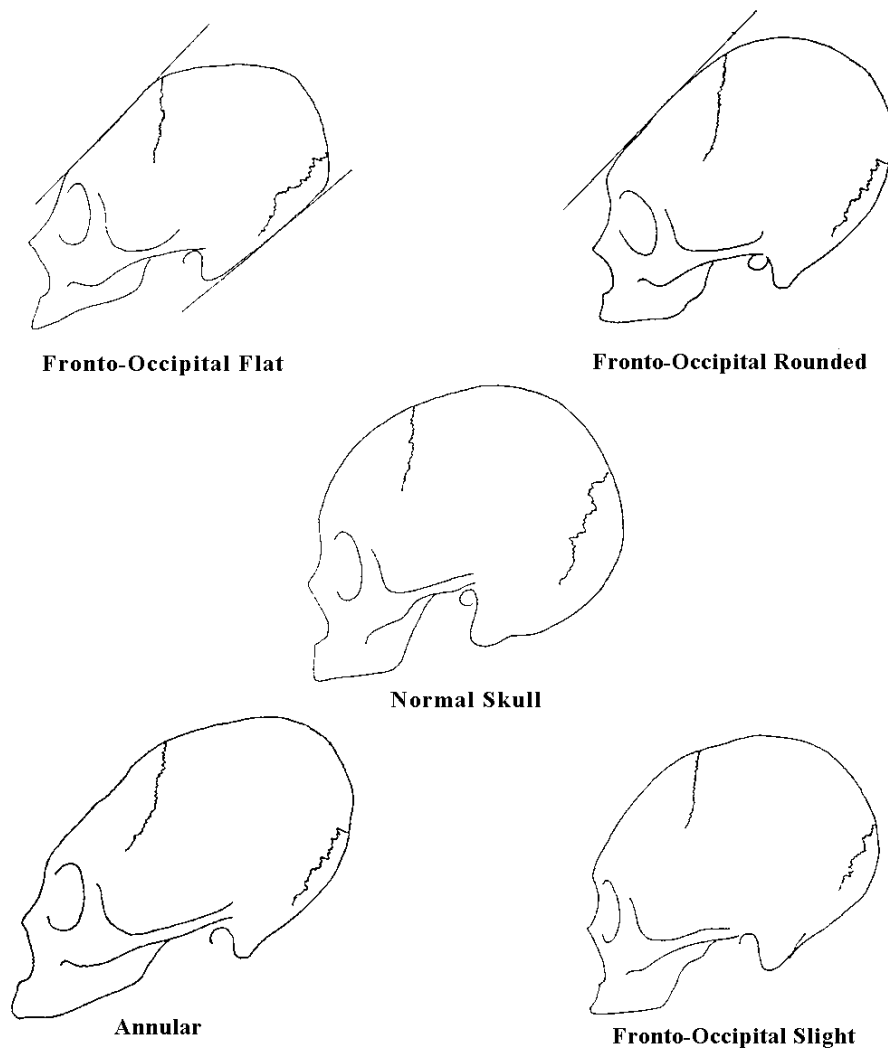 Fronto-Occipital Flat
Fronto-Occipital Rounded
Normal Skull
Annular
Fronto-Occipital Slight